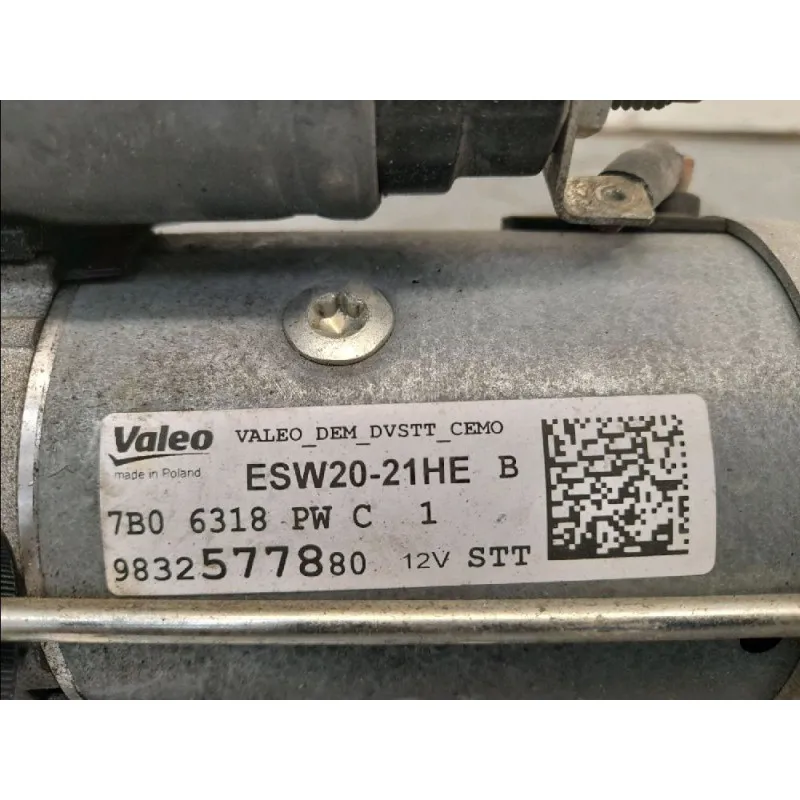 Valeo VALEO_DEM_DVSTT_CEMO
made in Poland ESW20-21HE B
7B0 6318 PW C 1
9832577880 12V STT